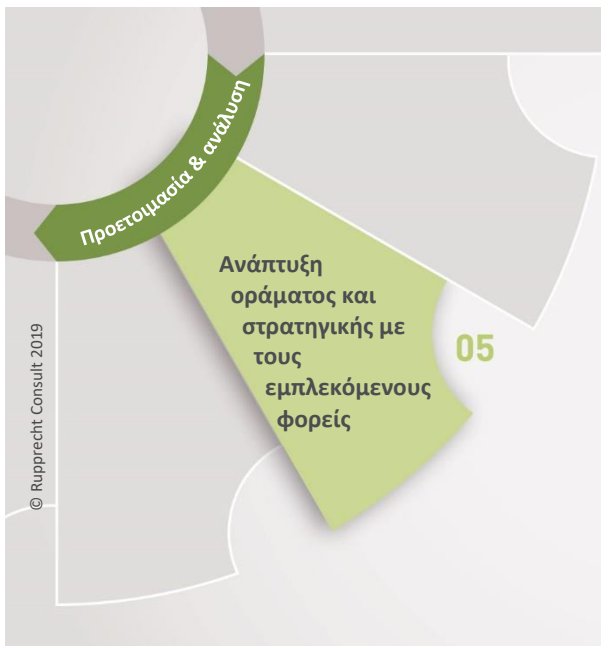 Προετοιμασία & ανάλυση
Ανάπτυξη
οράματος και
στρατηγικής με
τους
εμπλεκόμενους
φορείς
05
© Rupprecht Consult 2019